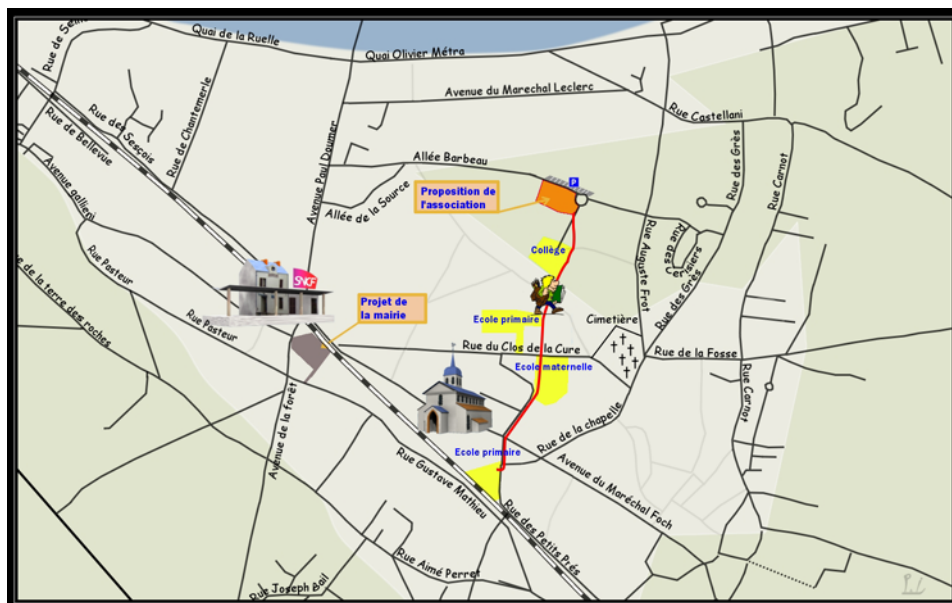 Rue de Seine
Quai de la Ruelle
Quai Olivier Métra
Avenue du Marechal Leclerc
Rue Castellani
Rue de Bellevue
Rue des Sesçois
Rue de Chantemerle
Avenue Paul Doumer
Allée Barbeau
P
Rue des Grès
Rue Carnot
Avenue gallieni
Allée de la Source
Proposition de
l'association
Collège
Rue Auguste Frot
Rue des Cerisiers
Rue des Grès
Rue Pasteur
SNCF
Projet de
la mairie
Rue Pasteur
Ecole primaire
Cimetière
de la terre des roches
Rue du Clos de la Cure
Rue de la Fosse
Ecole maternelle
Rue Carnot
Avenue de la forêt
Rue de la chapelle
Ecole primaire
Rue Gustave Mathieu
Avenue du Maréchal Foch
Rue des Petits Prés
Rue Aimé Perret
Rue Joseph Bail